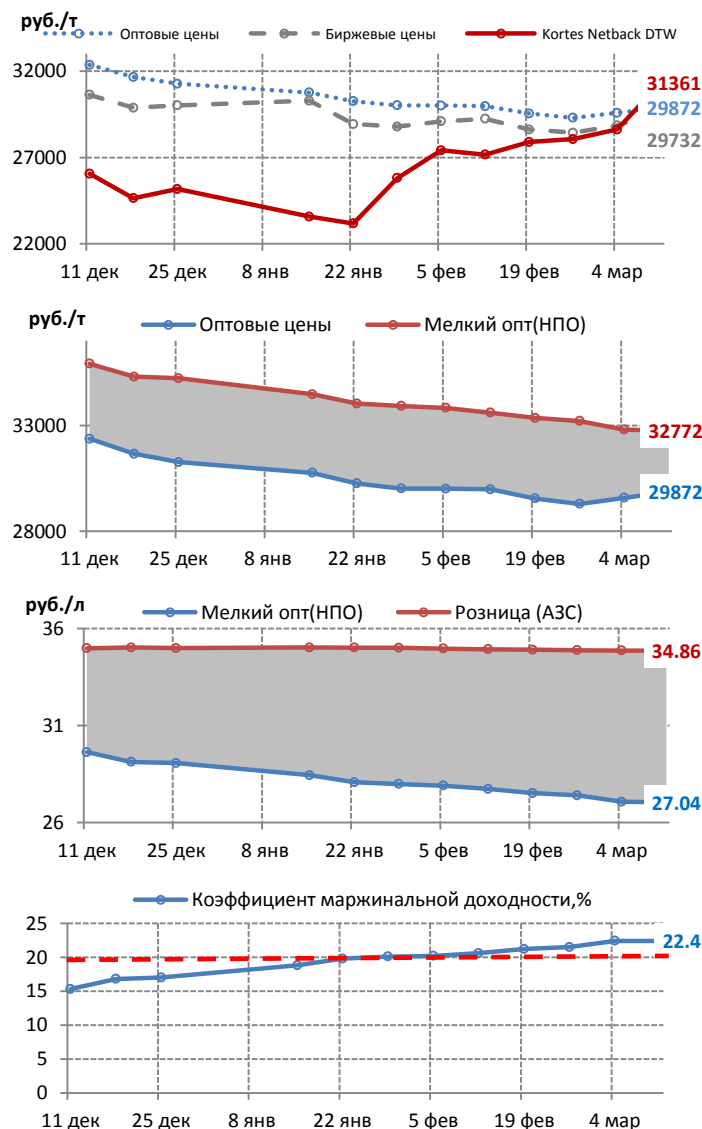 руб./т
Оптовые цены Биржевые цены Kortes Netback DTW
32000
31361
29872
27000
29732
22000
11 дек 25 дек 8 янв 22 янв 5 фев 19 фев 4 мар
руб./т
Оптовые цены Мелкий опт(НПО)
33000
32772
29872
28000
11 дек 25 дек 8 янв 22 янв 5 фев 19 фев 4 мар
руб./л
Мелкий опт(НПО) Розница (АЗС)
36
34.86
31
27.04
26
11 дек 25 дек 8 янв 22 янв 5 фев 19 фев 4 мар
Коэффициент маржинальной доходности,%
25
22.4
20
15
10
5
0
11 дек 25 дек 8 янв 22 янв 5 фев 19 фев 4 мар